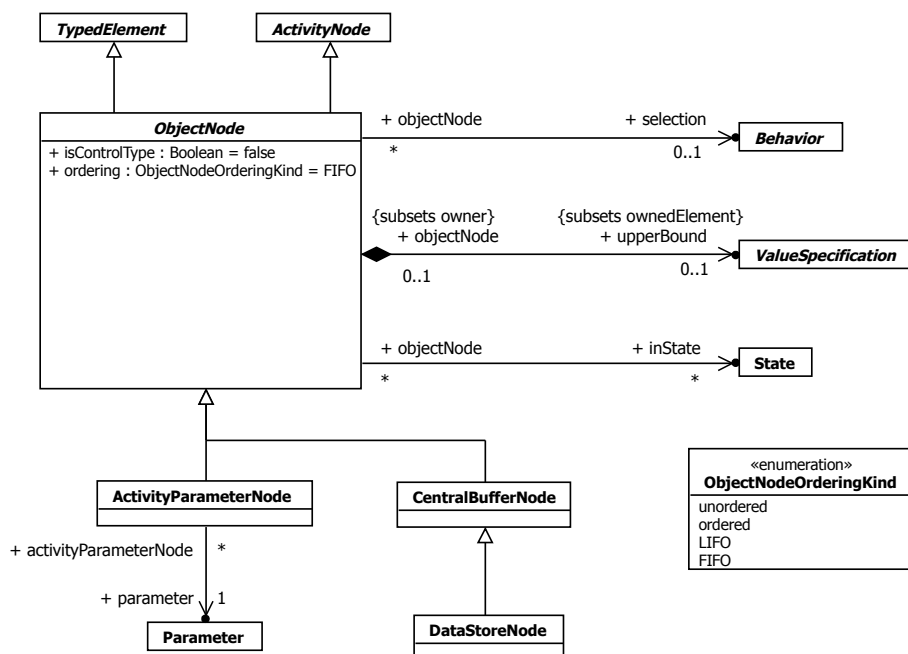 TypedElement
ActivityNode
ObjectNode
+ isControlType : Boolean = false
+ ordering : ObjectNodeOrderingKind = FIFO
+ objectNode
*
+ selection
0..1
Behavior
{subsets owner}
+ objectNode
0..1
{subsets ownedElement}
+ upperBound
0..1
ValueSpecification
+ objectNode
*
+ inState
*
State
ActivityParameterNode
CentralBufferNode
«enumeration»
ObjectNodeOrderingKind
unordered
ordered
LIFO
FIFO
+ activityParameterNode
*
+ parameter
1
Parameter
DataStoreNode